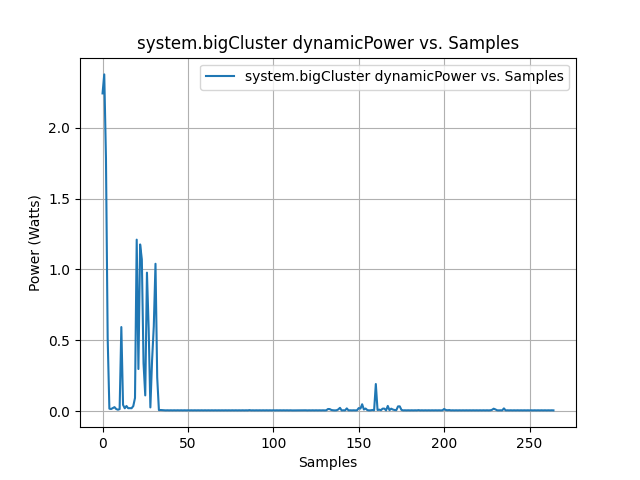 system.bigCluster dynamicPower vs. Samples
system.bigCluster dynamicPower vs. Samples
Power (Watts)
2.0
1.5
1.0
0.5
0.0
0
50
100
150
200
250
Samples